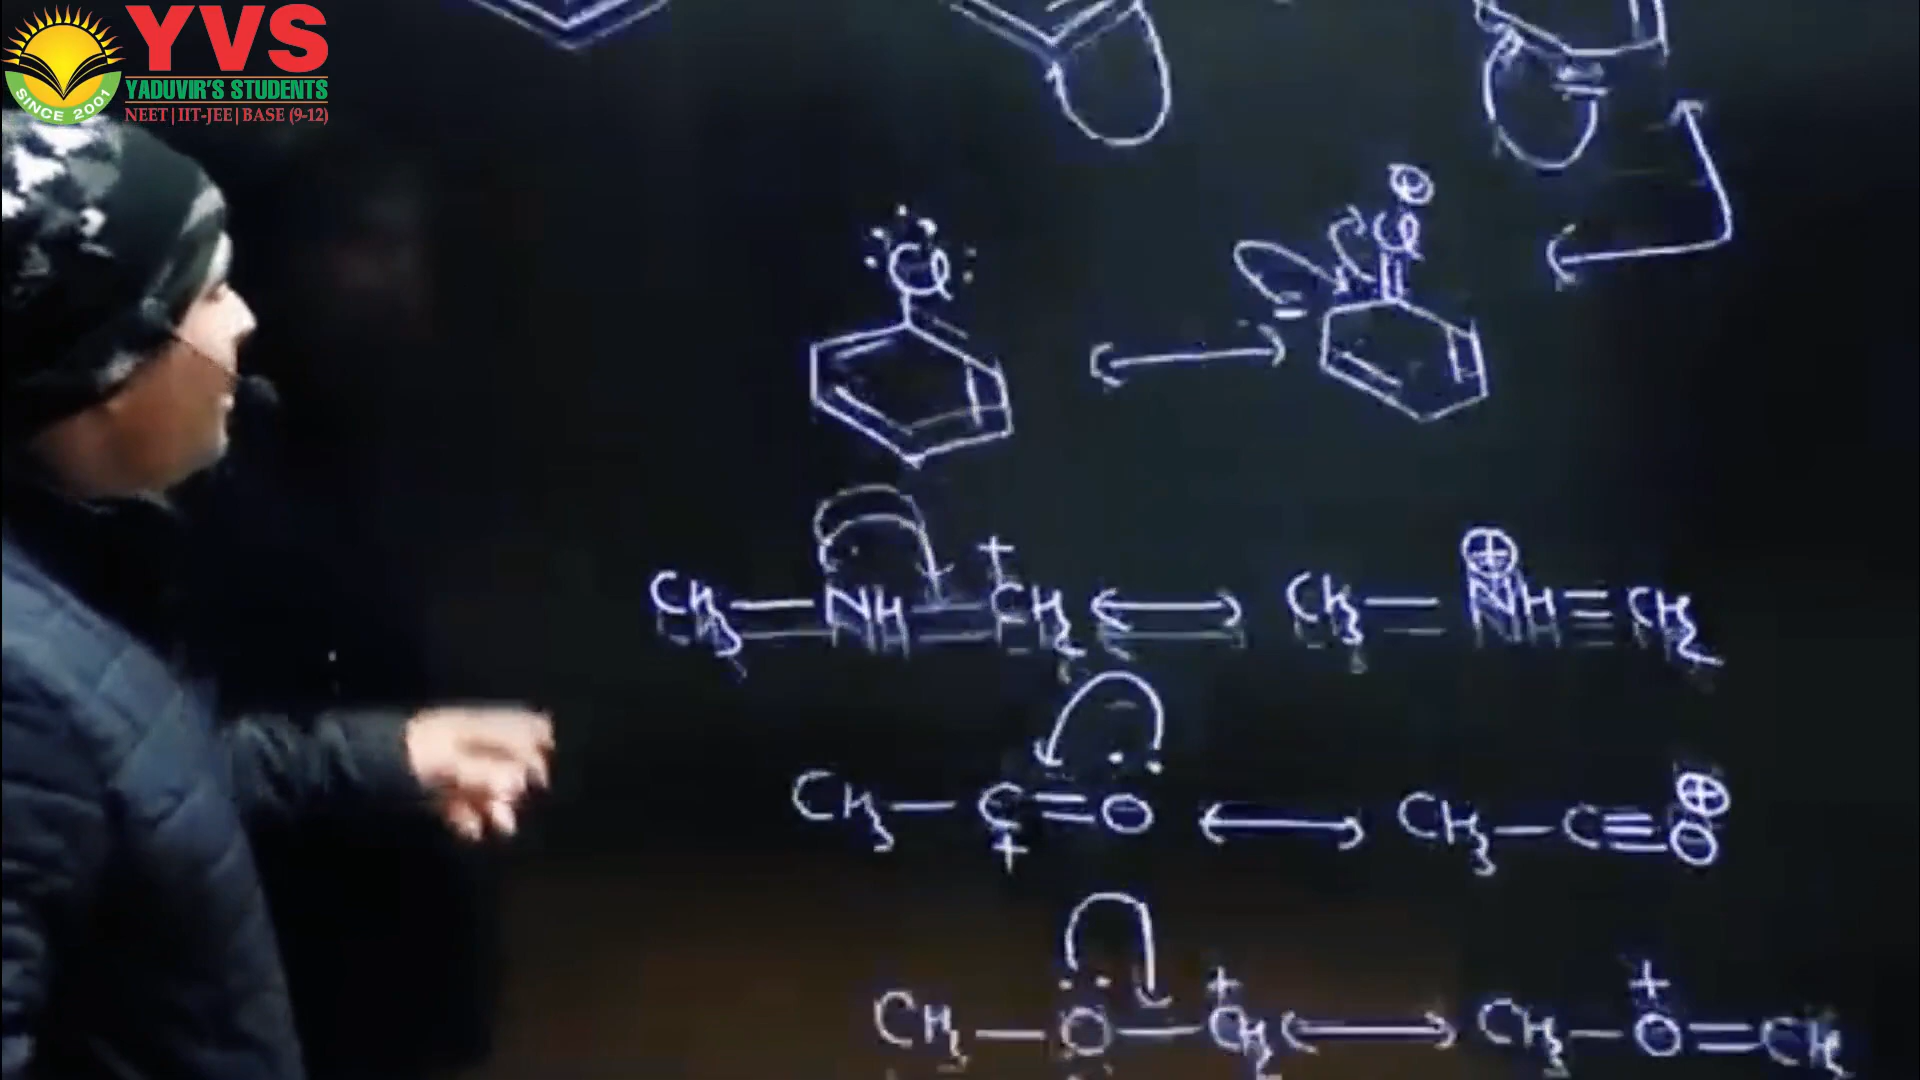 YVS
YADUVIR'S STUDENTS
NEET | IIT-JEE | BASE (9-12)
SINCE 2001
Cl Cl ⊕
CH3 — NH — CH2 + ↔ CH3 — NH ⊕ = CH2
CH3 — C + = O ↔ CH3 — C ≡ O ⊕
CH3 — O — CH2 + ↔ CH3 — O + = CH2